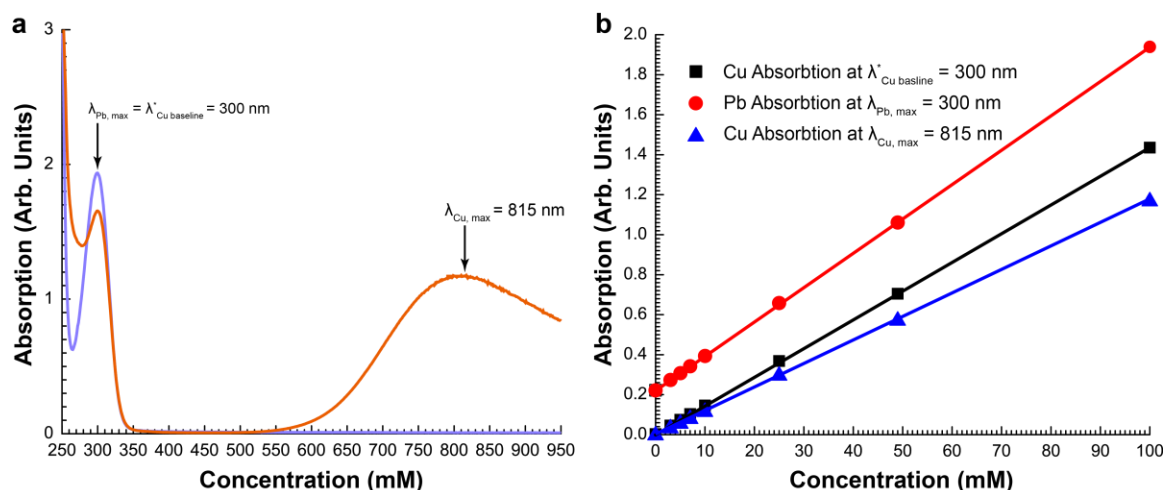 a
3
2
1
0
Absorption (Arb. Units)
λPb, max = λ*Cu baseline = 300 nm
λCu, max = 815 nm
250 300 350 400 450 500 550 600 650 700 750 800 850 900 950
Concentration (mM)
b
2.0
1.8
1.6
1.4
1.2
1.0
0.8
0.6
0.4
0.2
0.0
Absorption (Arb. Units)
Cu Absorbtion at λ*Cu basline = 300 nm
Pb Absorbtion at λPb, max = 300 nm
Cu Absorbtion at λCu, max = 815 nm
0 10 20 30 40 50 60 70 80 90 100
Concentration (mM)